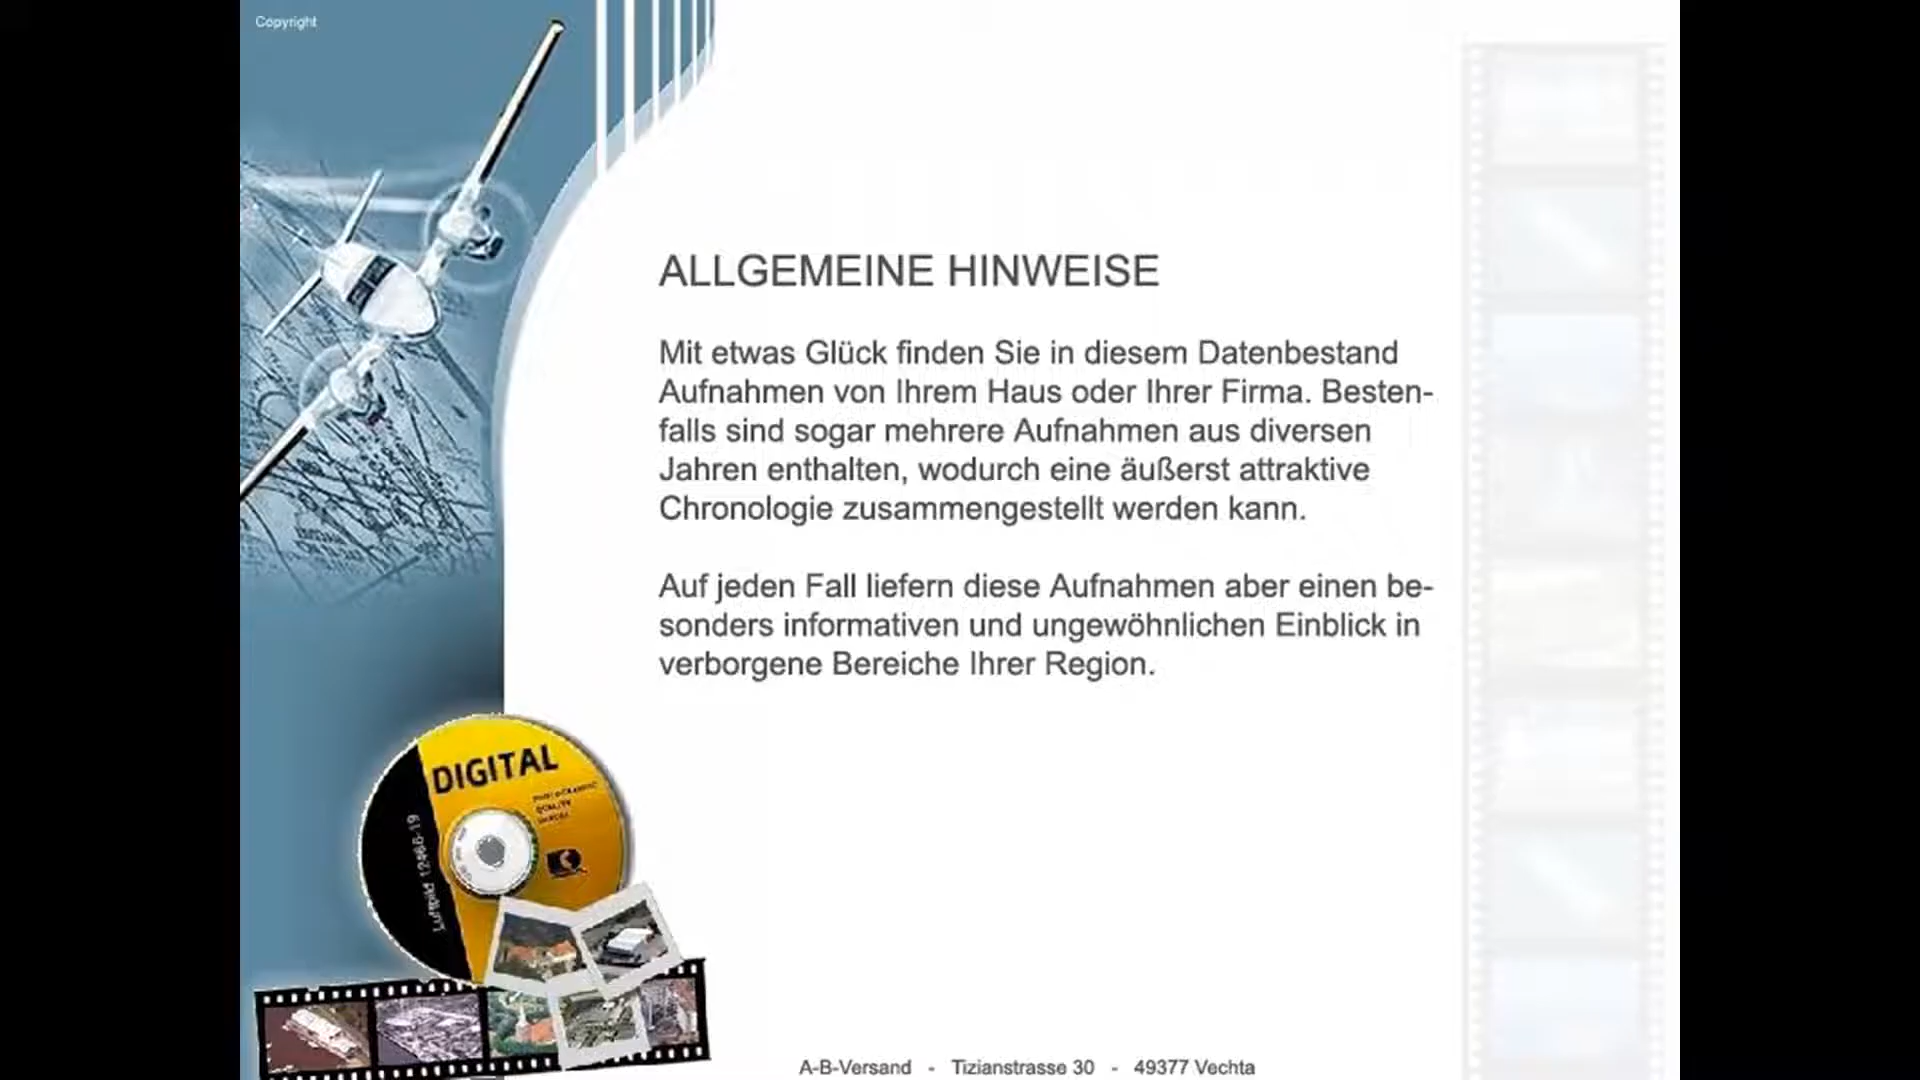 Copyright
ALLGEMEINE HINWEISE
Mit etwas Glück finden Sie in diesem Datenbestand
Aufnahmen von Ihrem Haus oder Ihrer Firma. Besten-
falls sind sogar mehrere Aufnahmen aus diversen
Jahren enthalten, wodurch eine äußerst attraktive
Chronologie zusammengestellt werden kann.
Auf jeden Fall liefern diese Aufnahmen aber einen be-
sonders informativen und ungewöhnlichen Einblick in
verborgene Bereiche Ihrer Region.
DIGITAL
A-B-Versand - Tizianstrasse 30 - 49377 Vechta